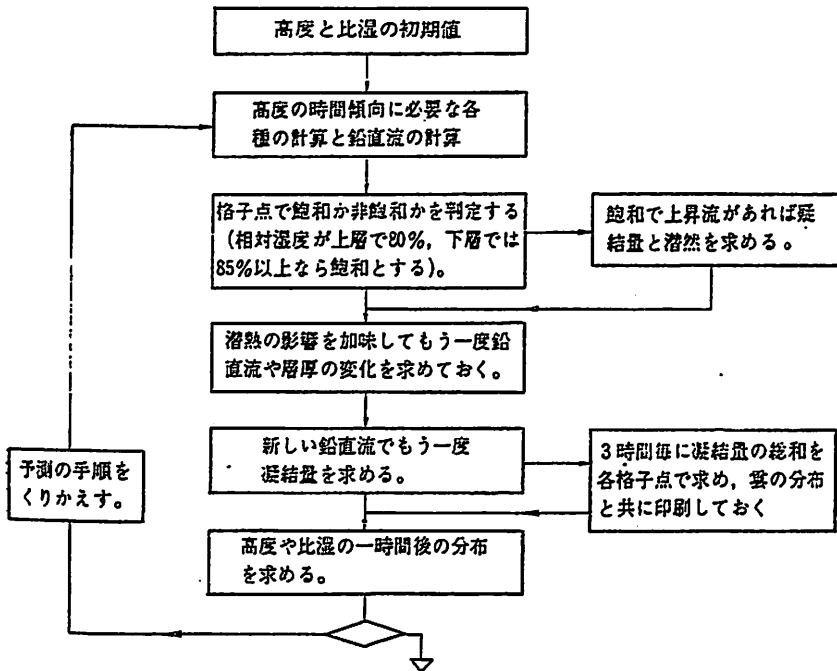 高度と比湿の初期値
高度の時間傾向に必要な各
種の計算と鉛直流の計算
格子点で飽和か非飽和かを判定する
(相対湿度が上層で80%，下層では
85%以上なら飽和とする)。
飽和で上昇流があれば凝
結量と潜然を求める。
潜熱の影響を加味してもう一度鉛
直流や層厚の変化を求めておく。
新しい鉛直流でもう一度
凝結量を求める。
3時間毎に凝結量の総和を
各格子点で求め，雲の分布
と共に印刷しておく
予測の手順を
くりかえす。
高度や比湿の一時間後の分布
を求める。